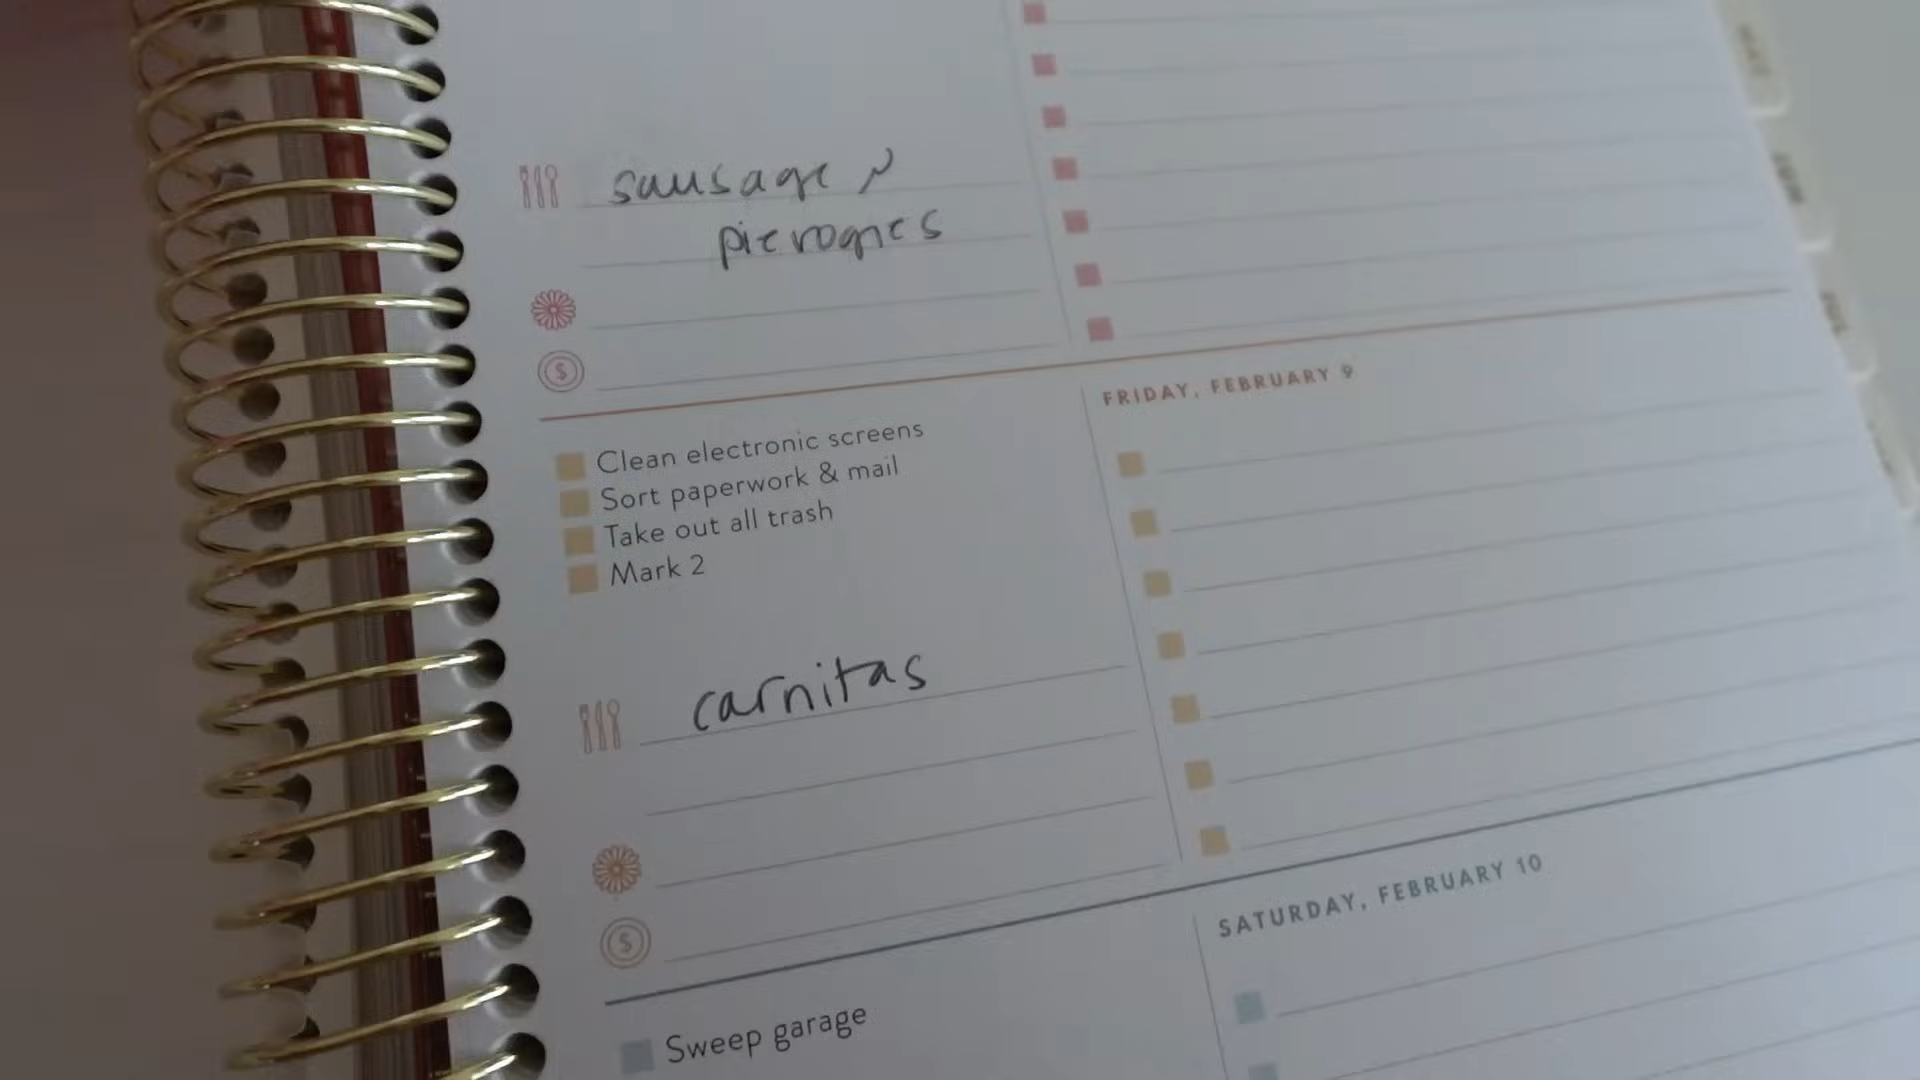 sausage
pierogies
FRIDAY, FEBRUARY 9
Clean electronic screens
Sort paperwork & mail
Take out all trash
Mark 2
carnitas
$
$
SATURDAY, FEBRUARY 10
Sweep garage